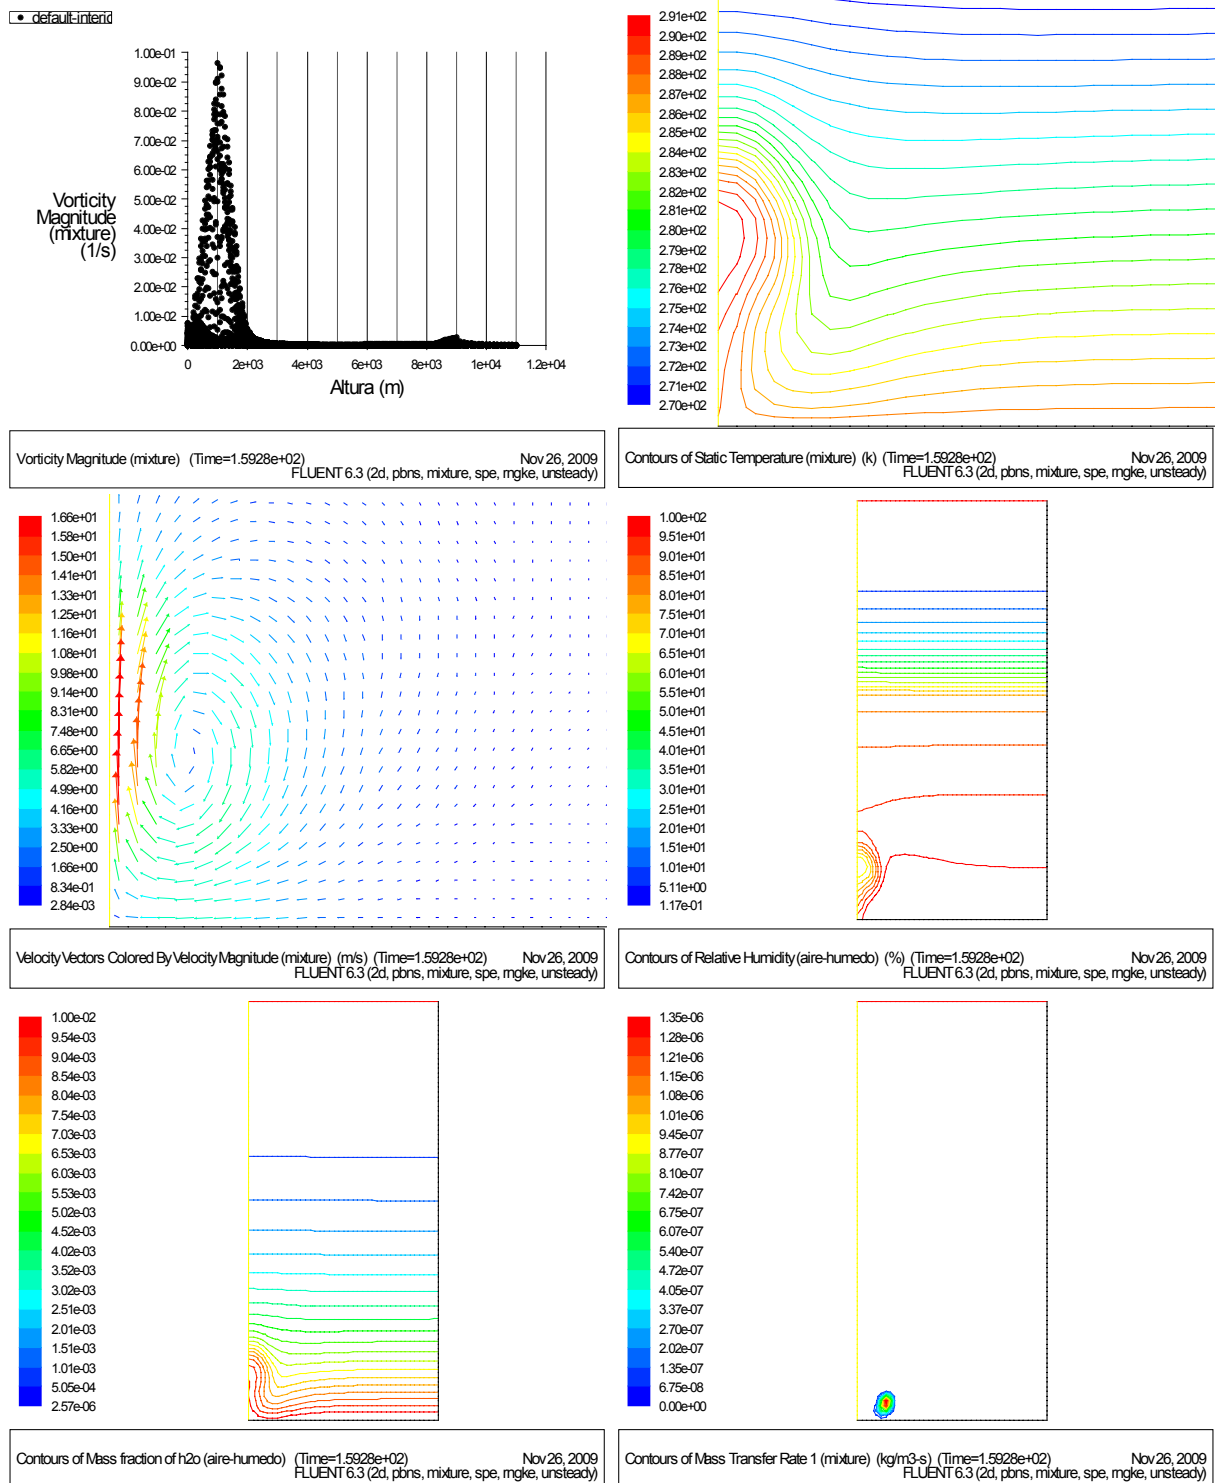 default-interio
1.00e-01
9.00e-02
8.00e-02
7.00e-02
6.00e-02
5.00e-02
4.00e-02
3.00e-02
2.00e-02
1.00e-02
0.00e+00
Vorticity
Magnitude
(mixture)
(1/s)
0 2e+03 4e+03 6e+03 8e+03 1e+04 1.2e+04
Altura (m)
Vorticity Magnitude (mixture) (Time=1.5928e+02) Nov 26, 2009
FLUENT 6.3 (2d, pbns, mixture, spe, rngke, unsteady)
2.91e+02
2.90e+02
2.88e+02
2.87e+02
2.86e+02
2.85e+02
2.84e+02
2.83e+02
2.82e+02
2.81e+02
2.80e+02
2.79e+02
2.78e+02
2.76e+02
2.75e+02
2.74e+02
2.73e+02
2.72e+02
2.71e+02
2.70e+02
Contours of Static Temperature (mixture) (k) (Time=1.5928e+02) Nov 26, 2009
FLUENT 6.3 (2d, pbns, mixture, spe, rngke, unsteady)
1.66e+01
1.58e+01
1.50e+01
1.41e+01
1.33e+01
1.25e+01
1.16e+01
1.08e+01
9.98e+00
9.14e+00
8.31e+00
7.48e+00
6.65e+00
5.82e+00
4.99e+00
4.16e+00
3.33e+00
2.50e+00
1.66e+00
8.34e-01
2.84e-03
Velocity Vectors Colored By Velocity Magnitude (mixture) (m/s) (Time=1.5928e+02) Nov 26, 2009
FLUENT 6.3 (2d, pbns, mixture, spe, rngke, unsteady)
1.00e+02
9.51e+01
9.01e+01
8.51e+01
8.01e+01
7.51e+01
7.01e+01
6.51e+01
6.01e+01
5.51e+01
5.01e+01
4.51e+01
4.01e+01
3.51e+01
3.01e+01
2.51e+01
2.01e+01
1.51e+01
1.01e+01
5.11e+00
1.17e-01
Contours of Relative Humidity (aire-humedo) (%) (Time=1.5928e+02) Nov 26, 2009
FLUENT 6.3 (2d, pbns, mixture, spe, rngke, unsteady)
1.00e-02
9.54e-03
9.04e-03
8.54e-03
8.04e-03
7.54e-03
7.03e-03
6.53e-03
6.03e-03
5.53e-03
5.02e-03
4.52e-03
4.02e-03
3.52e-03
3.02e-03
2.51e-03
2.01e-03
1.51e-03
1.01e-03
5.05e-04
2.57e-06
Contours of Mass fraction of h2o (aire-humedo) (Time=1.5928e+02) Nov 26, 2009
FLUENT 6.3 (2d, pbns, mixture, spe, rngke, unsteady)
1.35e-06
1.28e-06
1.21e-06
1.15e-06
1.08e-06
1.01e-06
9.45e-07
8.77e-07
8.10e-07
7.42e-07
6.75e-07
6.07e-07
5.40e-07
4.72e-07
4.05e-07
3.37e-07
2.70e-07
2.02e-07
1.35e-07
6.75e-08
0.00e+00
Contours of Mass Transfer Rate 1 (mixture) (kg/m3-s) (Time=1.5928e+02) Nov 26, 2009
FLUENT 6.3 (2d, pbns, mixture, spe, rngke, unsteady)